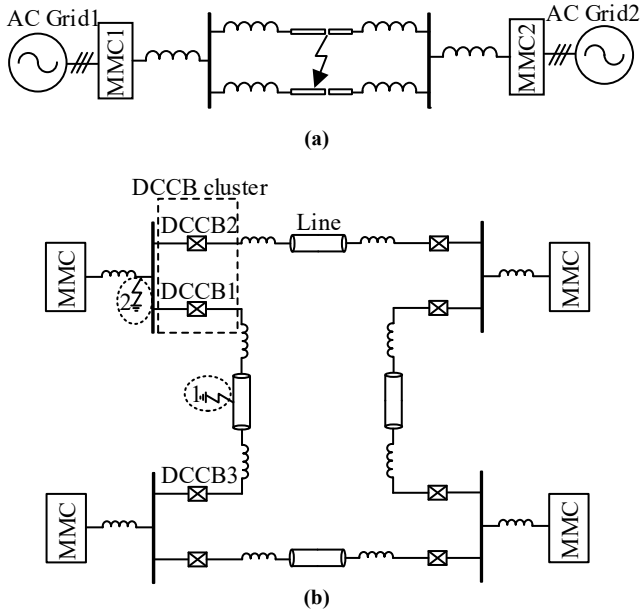 AC Grid1
AC Grid2
MMC1
MMC2
(a)
DCCB cluster
DCCB2
Line
MMC
MMC
2
DCCB1
1
DCCB3
MMC
MMC
(b)